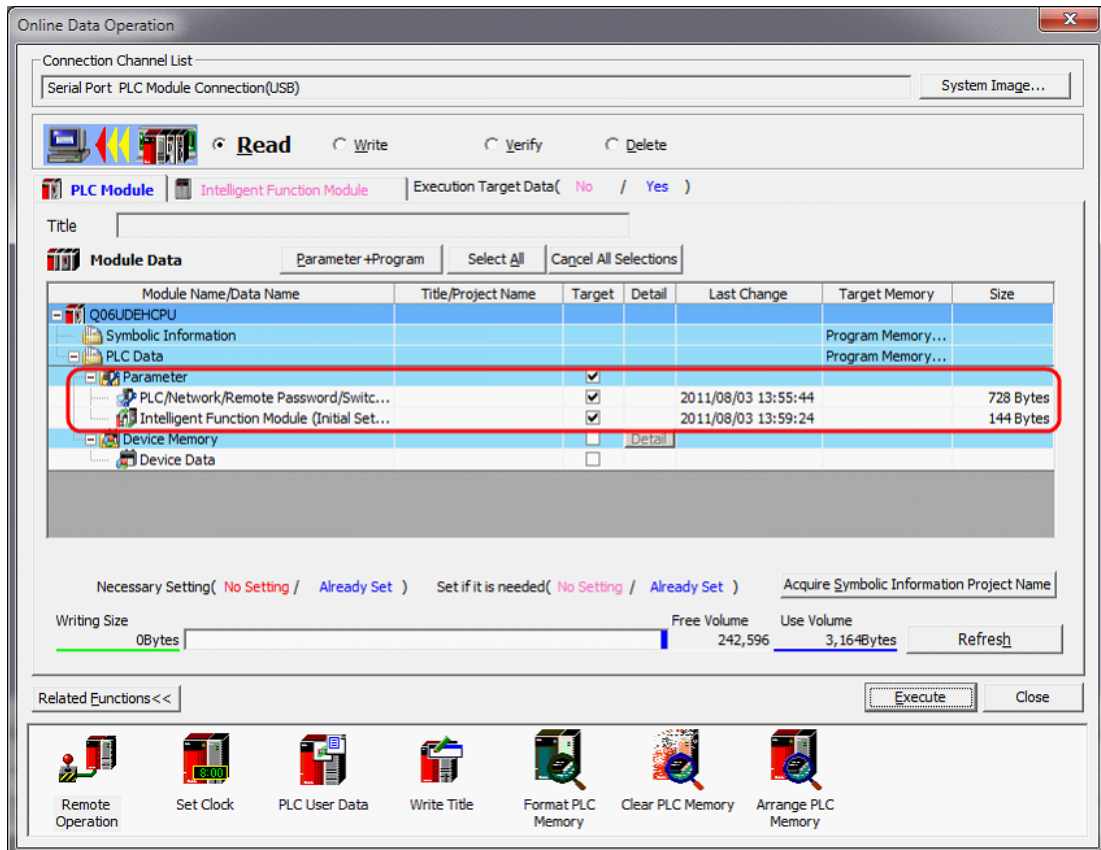 Online Data Operation
Connection Channel List
Serial Port PLC Module Connection(USB)
System Image...
Read
Write
Verify
Delete
PLC Module
Intelligent Function Module
Execution Target Data( No / Yes )
Title
Module Data
Parameter+Program
Select All
Cancel All Selections
Module Name/Data Name Title/Project Name Target Detail Last Change Target Memory Size
Q06UDEHCPU
Symbolic Information Program Memory...
PLC Data Program Memory...
Parameter
PLC/Network/Remote Password/Switc... 2011/08/03 13:55:44 728 Bytes
Intelligent Function Module (Initial Set... 2011/08/03 13:59:24 144 Bytes
Device Memory Detail
Device Data
Necessary Setting( No Setting / Already Set ) Set if it is needed( No Setting / Already Set )
Acquire Symbolic Information Project Name
Writing Size Free Volume Use Volume
0Bytes 242,596 3,164Bytes
Refresh
Related Functions<<
Execute
Close
8:00
Remote
Operation
Set Clock
PLC User Data
Write Title
Format PLC
Memory
Clear PLC Memory
Arrange PLC
Memory